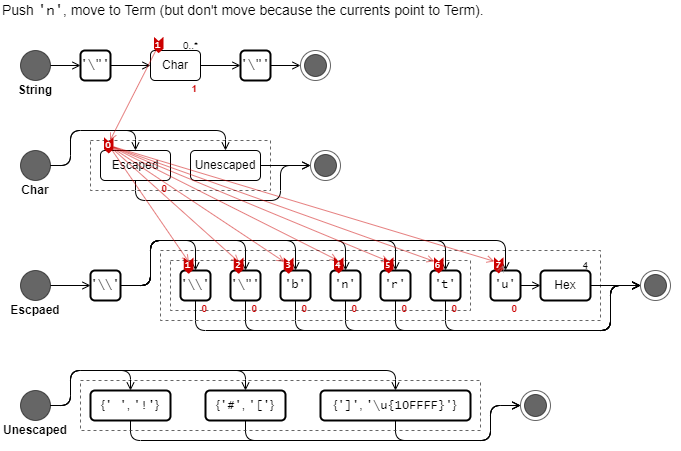 Push 'n', move to Term (but don't move because the currents point to Term).
1 0..*
'\"' Char '\"'
String 1
0
Escaped Unescaped
Char 0
1 2 3 4 5 6 7 4
'\\' '\\' '\"' 'b' 'n' 'r' 't' 'u' Hex
Escpaed 0 0 0 0 0 0 0
{' ','!'} {'#','['} {']','\u{10FFFF}'}
Unescaped